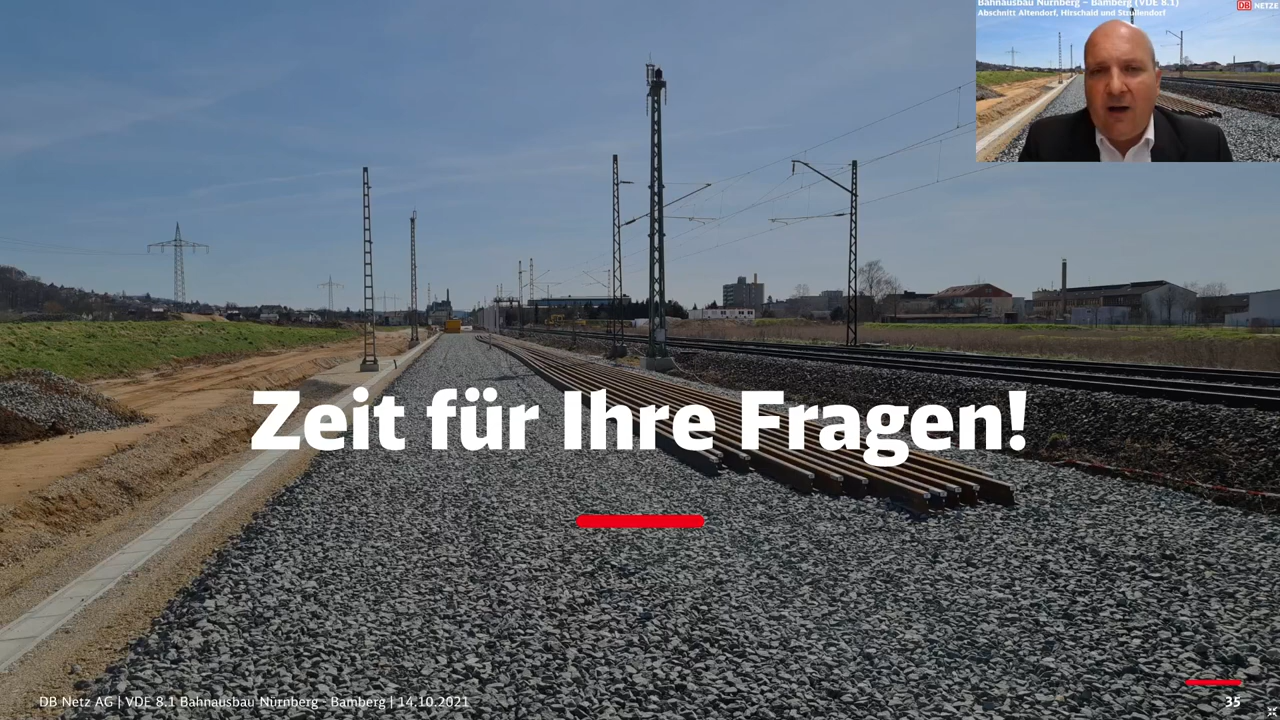 Bahnausbau Nürnberg – Bamberg (VDE 8.1)
Abschnitt Altendorf, Hirschaid und Strullendorf
DB NETZE
Zeit für Ihre Fragen!
DB Netz AG | VDE 8.1 Bahnausbau Nürnberg - Bamberg | 14.10.2021
35